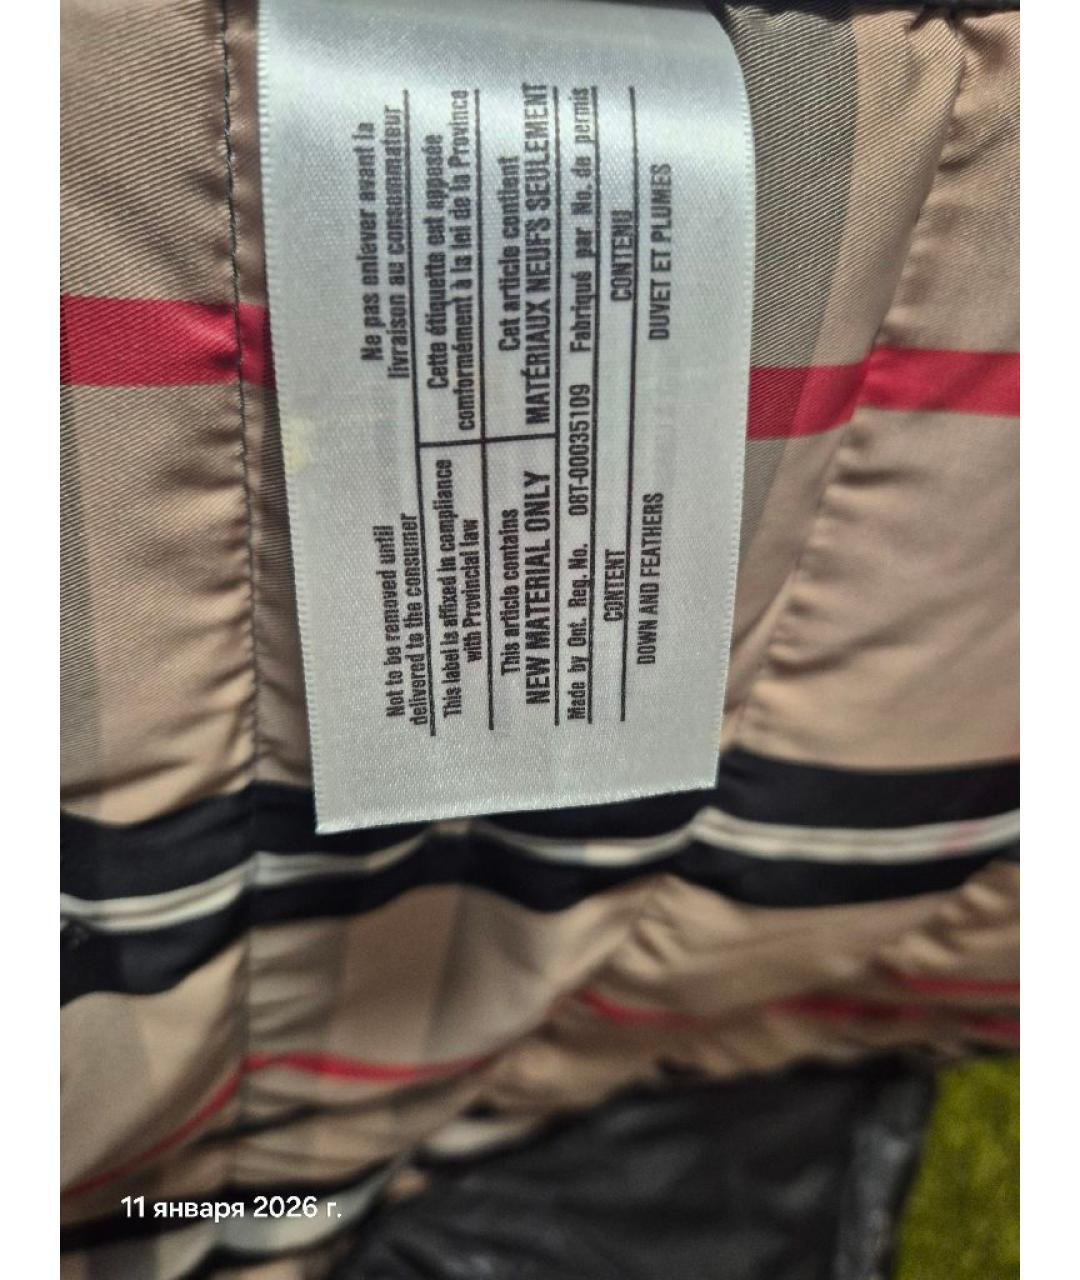 Not to be removed until
delivered to the consumer
Ne pas enlever avant la
livraison au consommateur
This label is affixed in compliance
with Provincial law
Cette étiquette est apposée
conformément à la loi de la Province
This article contains
NEW MATERIAL ONLY
Cet article contient
MATÉRIAUX NEUFS SEULEMENT
Made by Ont. Reg. No. 08T-00035109 Fabriqué par No. de permis
CONTENT CONTENU
DOWN AND FEATHERS DUVET ET PLUMES
11 января 2026 г.